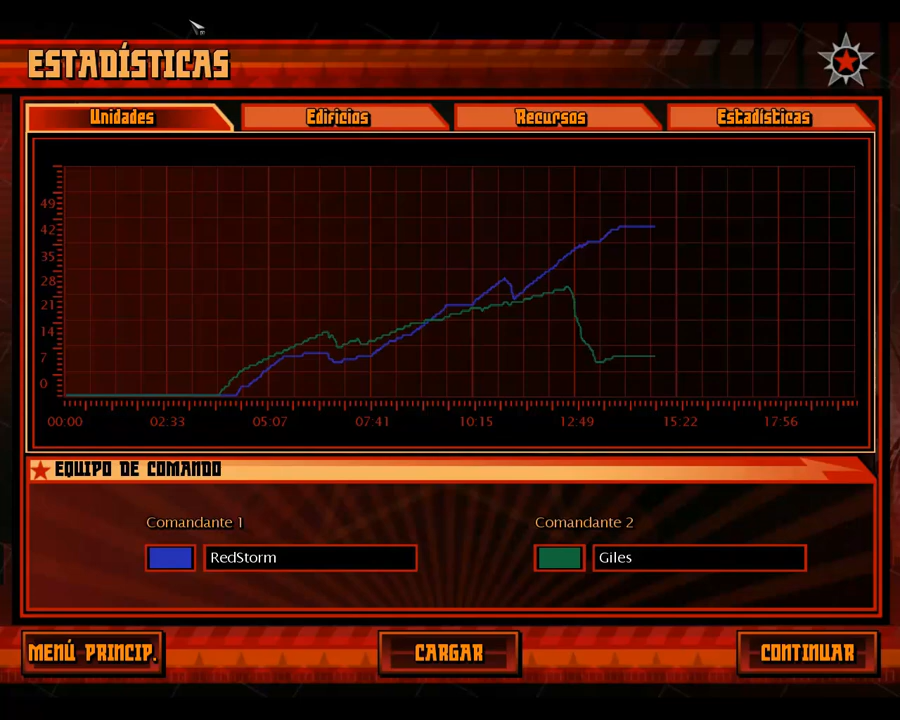 ESTADÍSTICAS
Unidades Edificios Recursos Estadísticas
49
42
35
28
21
14
7
0
00:00 02:33 05:07 07:41 10:15 12:49 15:22 17:56
EQUIPO DE COMANDO
Comandante 1 Comandante 2
RedStorm Giles
MENÚ PRINCIP. CARGAR CONTINUAR